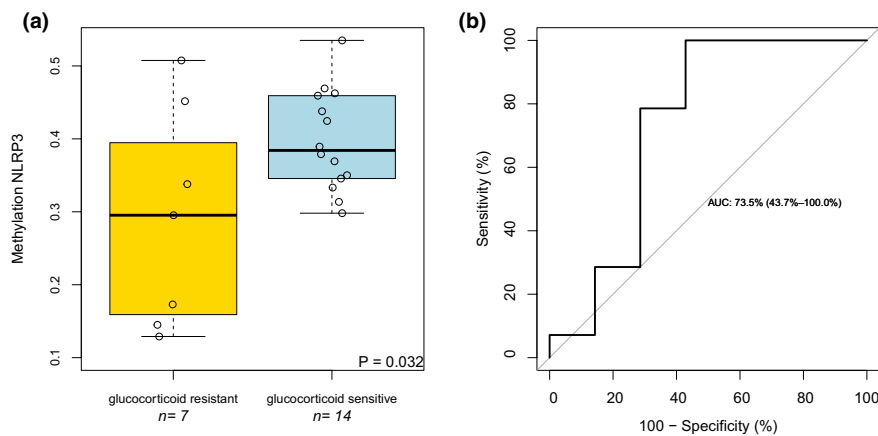 (a)
Methylation NLRP3
0.5
0.4
0.3
0.2
0.1
P = 0.032
glucocorticoid resistant
n= 7
glucocorticoid sensitive
n= 14
(b)
Sensitivity (%)
100
80
60
40
20
0
AUC: 73.5% (43.7%–100.0%)
0 20 40 60 80 100
100 − Specificity (%)